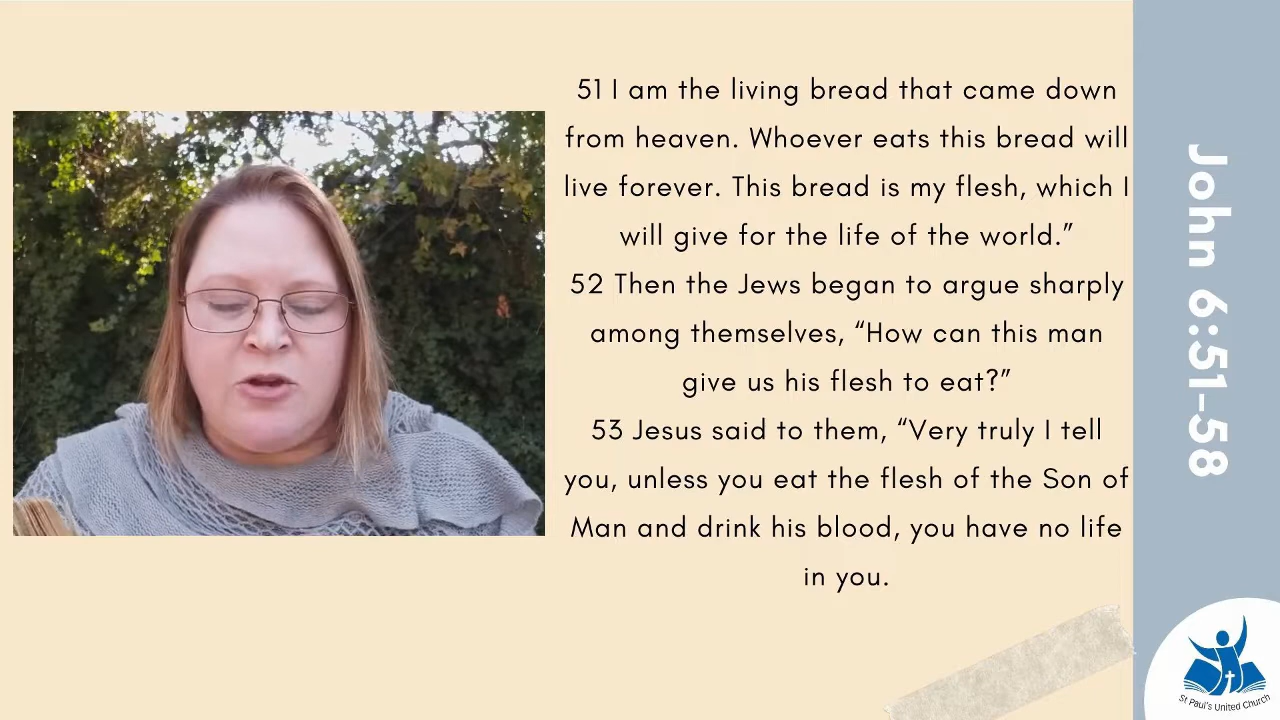 51 I am the living bread that came down
from heaven. Whoever eats this bread will
live forever. This bread is my flesh, which I
will give for the life of the world.”
52 Then the Jews began to argue sharply
among themselves, “How can this man
give us his flesh to eat?”
53 Jesus said to them, “Very truly I tell
you, unless you eat the flesh of the Son of
Man and drink his blood, you have no life
in you.
John 6:51-58
St Paul's United Church